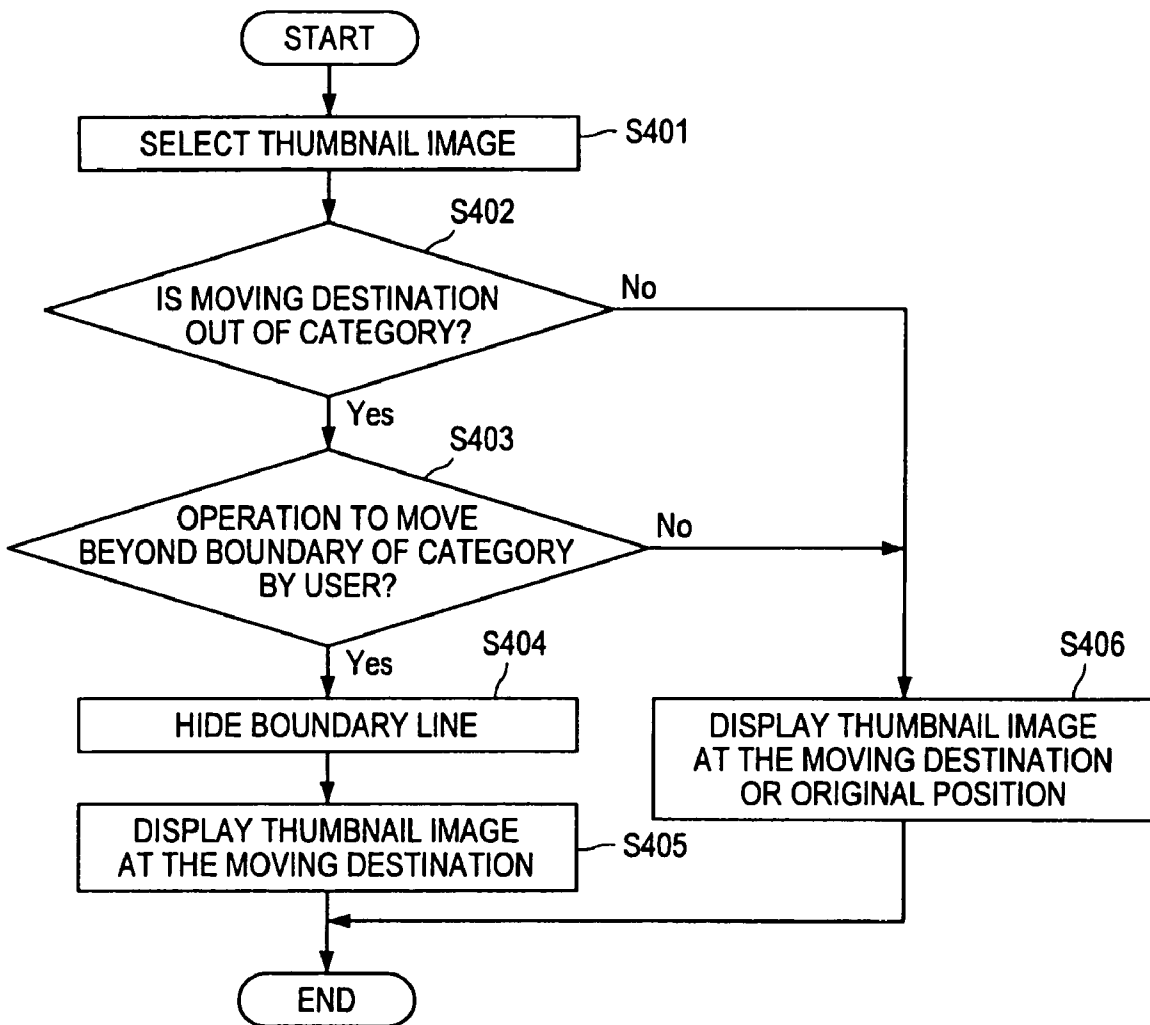 START
SELECT THUMBNAIL IMAGE
S401
S402
IS MOVING DESTINATION
OUT OF CATEGORY?
No
Yes
S403
OPERATION TO MOVE
BEYOND BOUNDARY OF CATEGORY
BY USER?
No
Yes
S404
HIDE BOUNDARY LINE
S406
DISPLAY THUMBNAIL IMAGE
AT THE MOVING DESTINATION
OR ORIGINAL POSITION
DISPLAY THUMBNAIL IMAGE
AT THE MOVING DESTINATION
S405
END